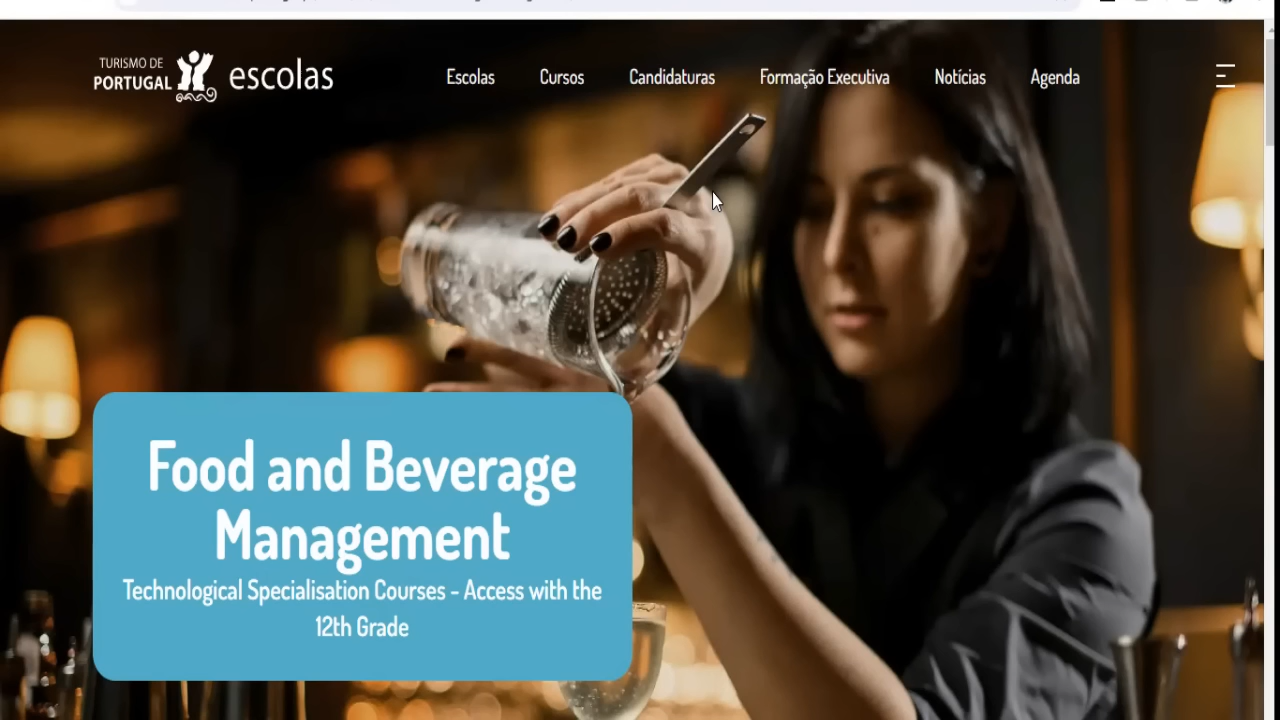 TURISMO DE
PORTUGAL escolas
Escolas Cursos Candidaturas Formação Executiva Notícias Agenda
Food and Beverage
Management
Technological Specialisation Courses - Access with the
12th Grade